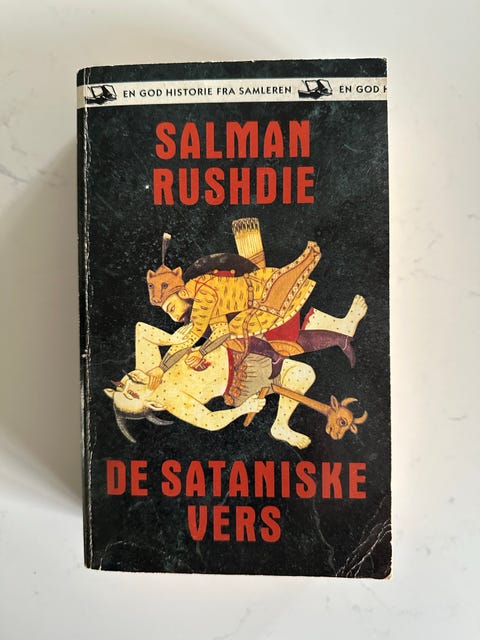 EN GOD HISTORIE FRA SAMLEREN EN GOD
SALMAN
RUSHDIE
DE SATANISKE
VERS